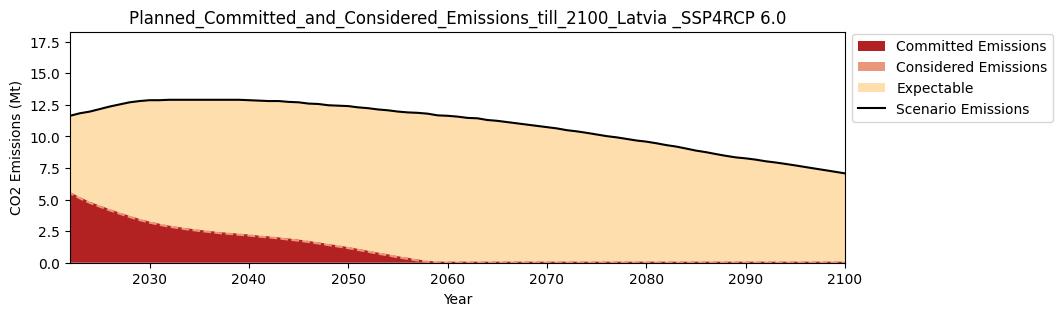 Planned_Committed_and_Considered_Emissions_till_2100_Latvia _SSP4RCP 6.0
17.5
15.0
12.5
10.0
7.5
5.0
2.5
0.0
CO2 Emissions (Mt)
2030
2040
2050
2060
2070
2080
2090
2100
Year
Committed Emissions
Considered Emissions
Expectable
Scenario Emissions